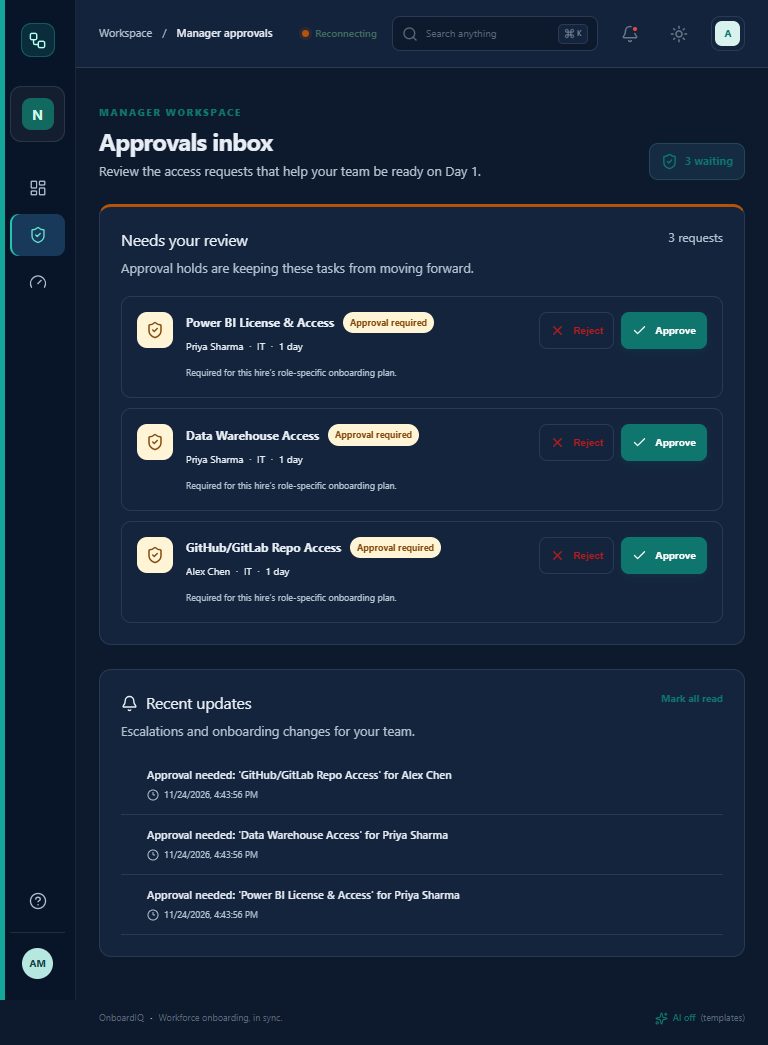 Workspace / Manager approvals
Reconnecting
Search anything
⌘ K
A
N
MANAGER WORKSPACE
Approvals inbox
Review the access requests that help your team be ready on Day 1.
3 waiting
Needs your review
3 requests
Approval holds are keeping these tasks from moving forward.
Power BI License & Access
Approval required
Priya Sharma · IT · 1 day
Required for this hire's role-specific onboarding plan.
Reject
Approve
Data Warehouse Access
Approval required
Priya Sharma · IT · 1 day
Required for this hire's role-specific onboarding plan.
Reject
Approve
GitHub/GitLab Repo Access
Approval required
Alex Chen · IT · 1 day
Required for this hire's role-specific onboarding plan.
Reject
Approve
Recent updates
Mark all read
Escalations and onboarding changes for your team.
Approval needed: 'GitHub/GitLab Repo Access' for Alex Chen
11/24/2026, 4:43:56 PM
Approval needed: 'Data Warehouse Access' for Priya Sharma
11/24/2026, 4:43:56 PM
Approval needed: 'Power BI License & Access' for Priya Sharma
11/24/2026, 4:43:56 PM
AM
OnboardIQ · Workforce onboarding, in sync.
AI off (templates)